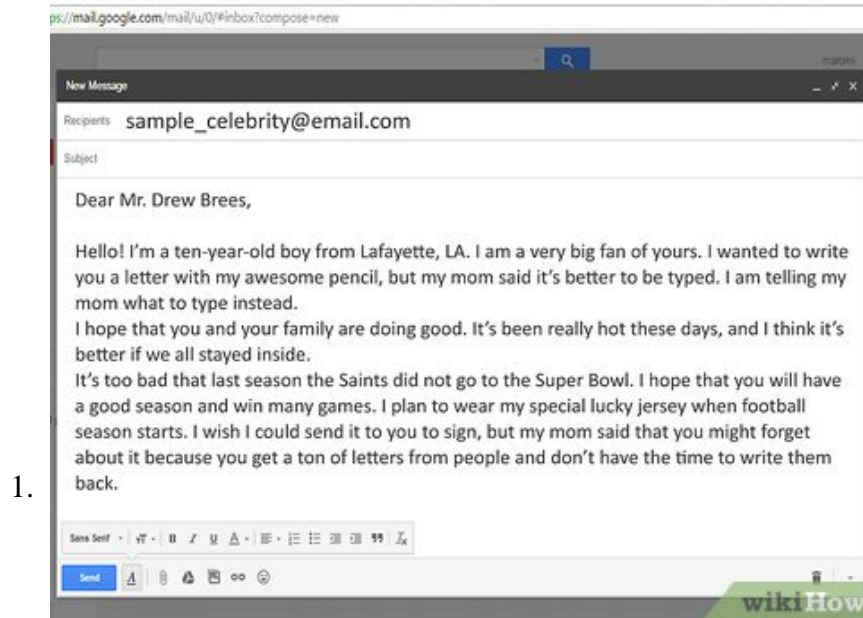 ps://mail.google.com/mail/u/0/#inbox?compose=new
New Message
Recipients sample_celebrity@email.com
Subject
Dear Mr. Drew Brees,
Hello! I'm a ten-year-old boy from Lafayette, LA. I am a very big fan of yours. I wanted to write
you a letter with my awesome pencil, but my mom said it's better to be typed. I am telling my
mom what to type instead.
I hope that you and your family are doing good. It's been really hot these days, and I think it's
better if we all stayed inside.
It's too bad that last season the Saints did not go to the Super Bowl. I hope that you will have
a good season and win many games. I plan to wear my special lucky jersey when football
season starts. I wish I could send it to you to sign, but my mom said that you might forget
about it because you get a ton of letters from people and don't have the time to write them
back.
1.
Sans Serif
Send
wikiHow